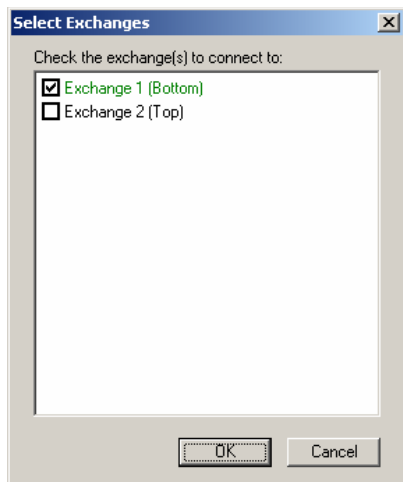 Select Exchanges
Check the exchange(s) to connect to:
Exchange 1 (Bottom)
Exchange 2 (Top)
OK Cancel